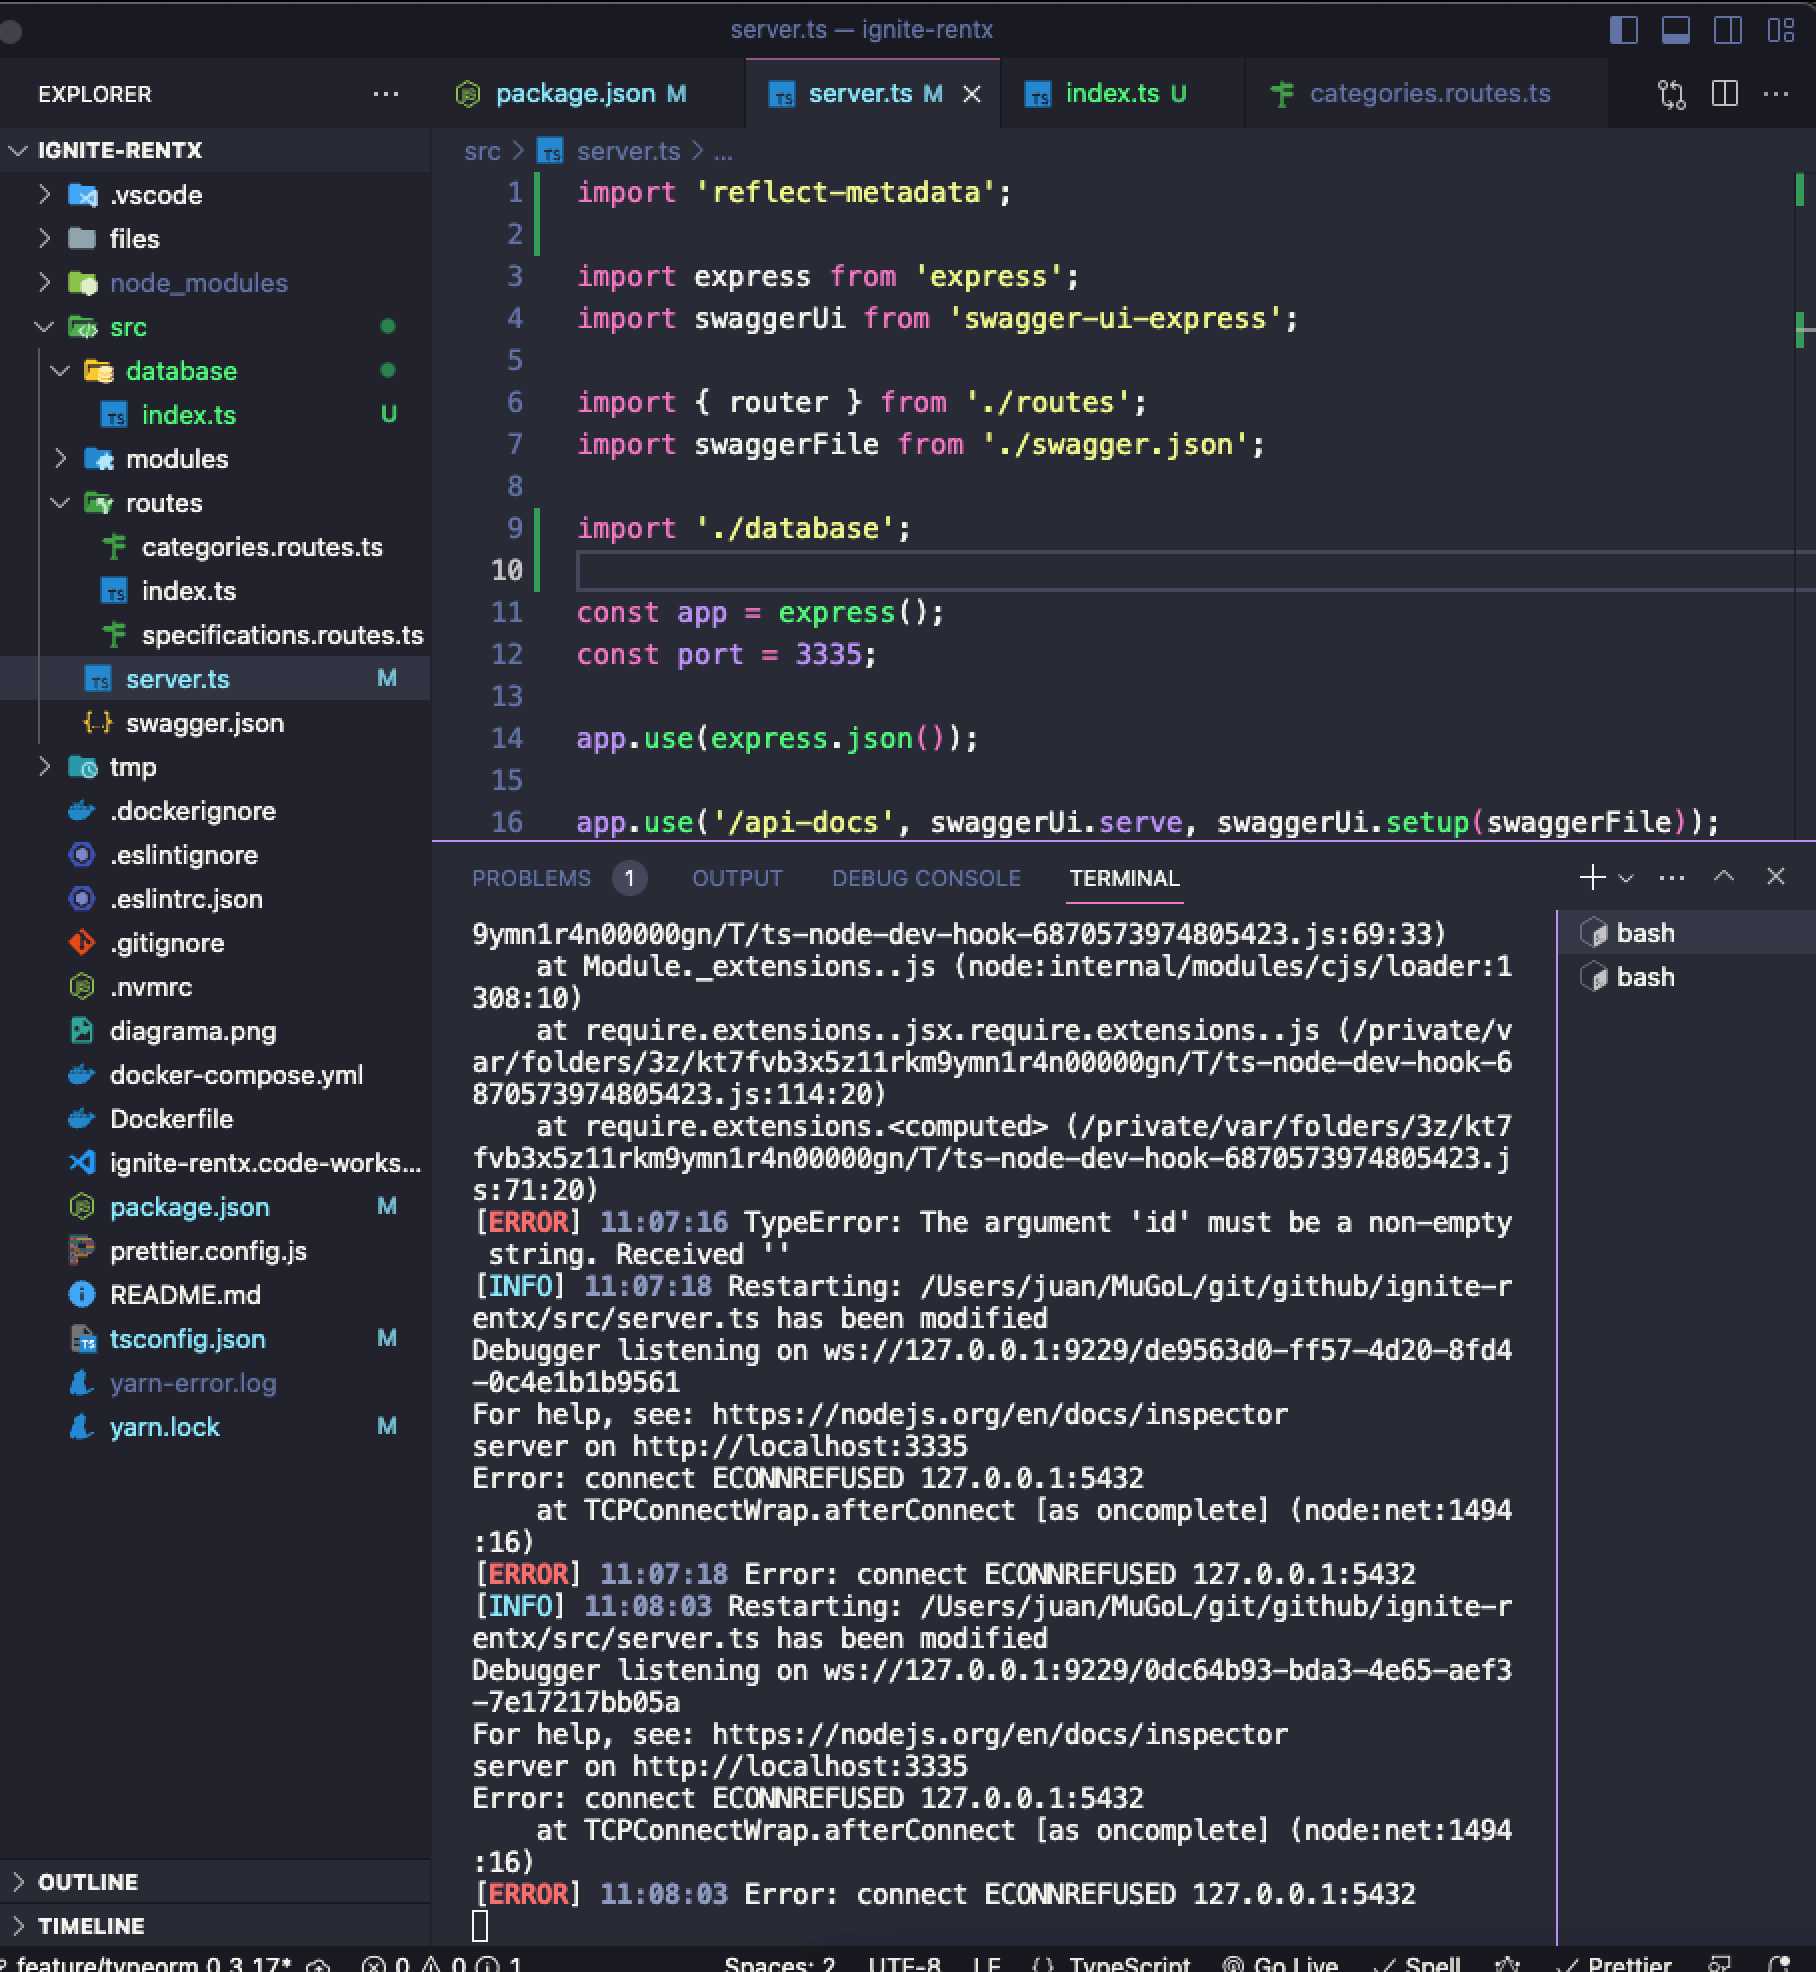 server.ts — ignite-rentx
EXPLORER
IGNITE-RENTX
.vscode
files
node_modules
src
database
index.ts U
modules
routes
categories.routes.ts
index.ts
specifications.routes.ts
server.ts M
swagger.json
tmp
.dockerignore
.eslintignore
.eslintrc.json
.gitignore
.nvmrc
diagrama.png
docker-compose.yml
Dockerfile
ignite-rentx.code-works...
package.json M
prettier.config.js
README.md
tsconfig.json M
yarn-error.log
yarn.lock M
OUTLINE
TIMELINE
package.json M
server.ts M
index.ts U
categories.routes.ts
src > server.ts > ...
1 import 'reflect-metadata';
2
3 import express from 'express';
4 import swaggerUi from 'swagger-ui-express';
5
6 import { router } from './routes';
7 import swaggerFile from './swagger.json';
8
9 import './database';
10
11 const app = express();
12 const port = 3335;
13
14 app.use(express.json());
15
16 app.use('/api-docs', swaggerUi.serve, swaggerUi.setup(swaggerFile));
PROBLEMS 1 OUTPUT DEBUG CONSOLE TERMINAL
bash
bash
9ymn1r4n00000gn/T/ts-node-dev-hook-6870573974805423.js:69:33)
at Module._extensions..js (node:internal/modules/cjs/loader:1
308:10)
at require.extensions..jsx.require.extensions..js (/private/v
ar/folders/3z/kt7fvb3x5z11rkm9ymn1r4n00000gn/T/ts-node-dev-hook-6
870573974805423.js:114:20)
at require.extensions.<computed> (/private/var/folders/3z/kt7
fvb3x5z11rkm9ymn1r4n00000gn/T/ts-node-dev-hook-6870573974805423.j
s:71:20)
[ERROR] 11:07:16 TypeError: The argument 'id' must be a non-empty
string. Received ''
[INFO] 11:07:18 Restarting: /Users/juan/MuGoL/git/github/ignite-r
entx/src/server.ts has been modified
Debugger listening on ws://127.0.0.1:9229/de9563d0-ff57-4d20-8fd4
-0c4e1b1b9561
For help, see: https://nodejs.org/en/docs/inspector
server on http://localhost:3335
Error: connect ECONNREFUSED 127.0.0.1:5432
at TCPConnectWrap.afterConnect [as oncomplete] (node:net:1494
:16)
[ERROR] 11:07:18 Error: connect ECONNREFUSED 127.0.0.1:5432
[INFO] 11:08:03 Restarting: /Users/juan/MuGoL/git/github/ignite-r
entx/src/server.ts has been modified
Debugger listening on ws://127.0.0.1:9229/0dc64b93-bda3-4e65-aef3
-7e17217bb05a
For help, see: https://nodejs.org/en/docs/inspector
server on http://localhost:3335
Error: connect ECONNREFUSED 127.0.0.1:5432
at TCPConnectWrap.afterConnect [as oncomplete] (node:net:1494
:16)
[ERROR] 11:08:03 Error: connect ECONNREFUSED 127.0.0.1:5432
feature/typeorm 0.3.17* 0 0 1 Spaces: 2 UTF-8 LF {} TypeScript Go Live Spell Prettier